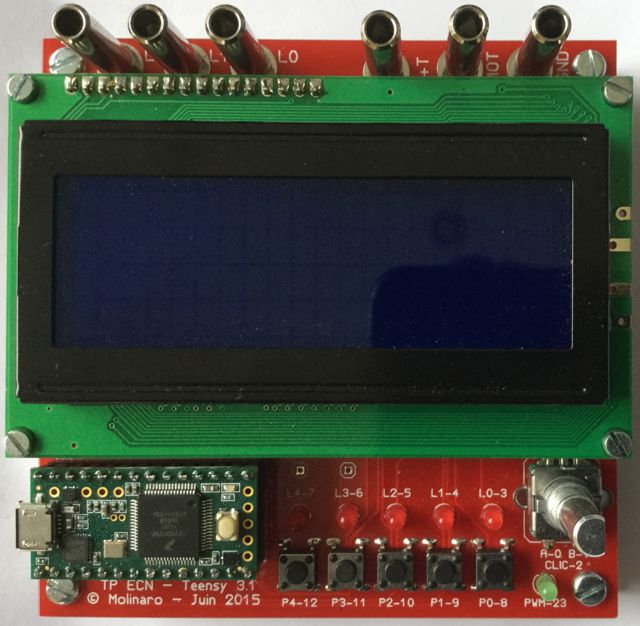 L0
+T
GND
L4-7 L3-6 L2-5 L1-4 L0-3
A-0 B-1
CLIC-2
TP ECN - Teensy 3.1
© Molinaro - Juin 2015
P4-12 P3-11 P2-10 P1-9 P0-8 PWM-23